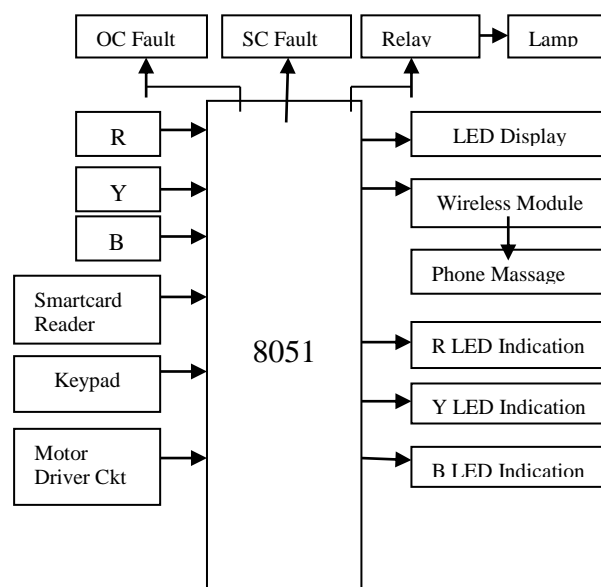 OC Fault
SC Fault
Relay
Lamp
R
LED Display
Y
Wireless Module
B
Phone Massage
Smartcard
Reader
8051
R LED Indication
Keypad
Y LED Indication
Motor
Driver Ckt
B LED Indication